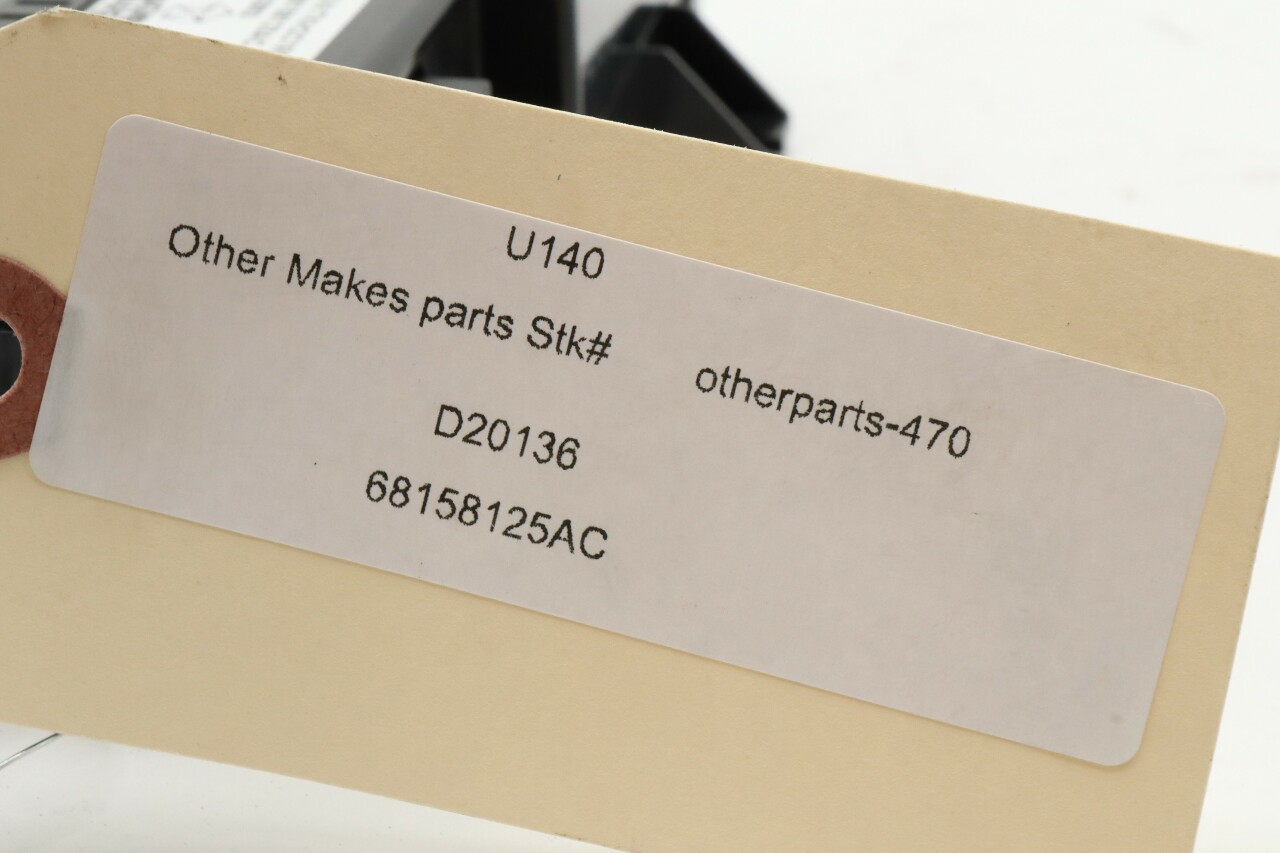 U140
Other Makes parts Stk# otherparts-470
D20136
68158125AC